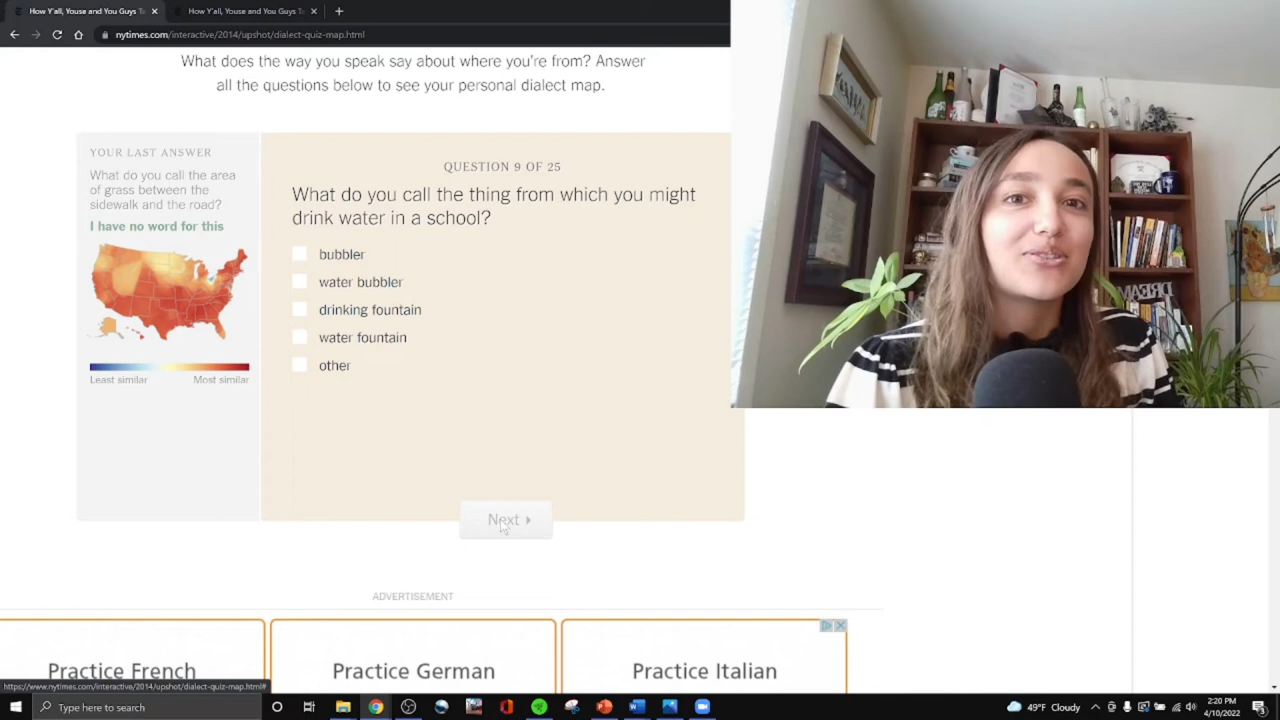 How Y'all, Youse and You Guys T
How Y'all, Youse and You Guys T
nytimes.com/interactive/2014/upshot/dialect-quiz-map.html
What does the way you speak say about where you're from? Answer
all the questions below to see your personal dialect map.
YOUR LAST ANSWER
What do you call the area
of grass between the
sidewalk and the road?
I have no word for this
Least similar Most similar
QUESTION 9 OF 25
What do you call the thing from which you might
drink water in a school?
bubbler
water bubbler
drinking fountain
water fountain
other
Next
DREAM
ADVERTISEMENT
Practice French
Practice German
Practice Italian
https://www.nytimes.com/interactive/2014/upshot/dialect-quiz-map.html#
Type here to search
49°F Cloudy
2:20 PM
4/10/2022